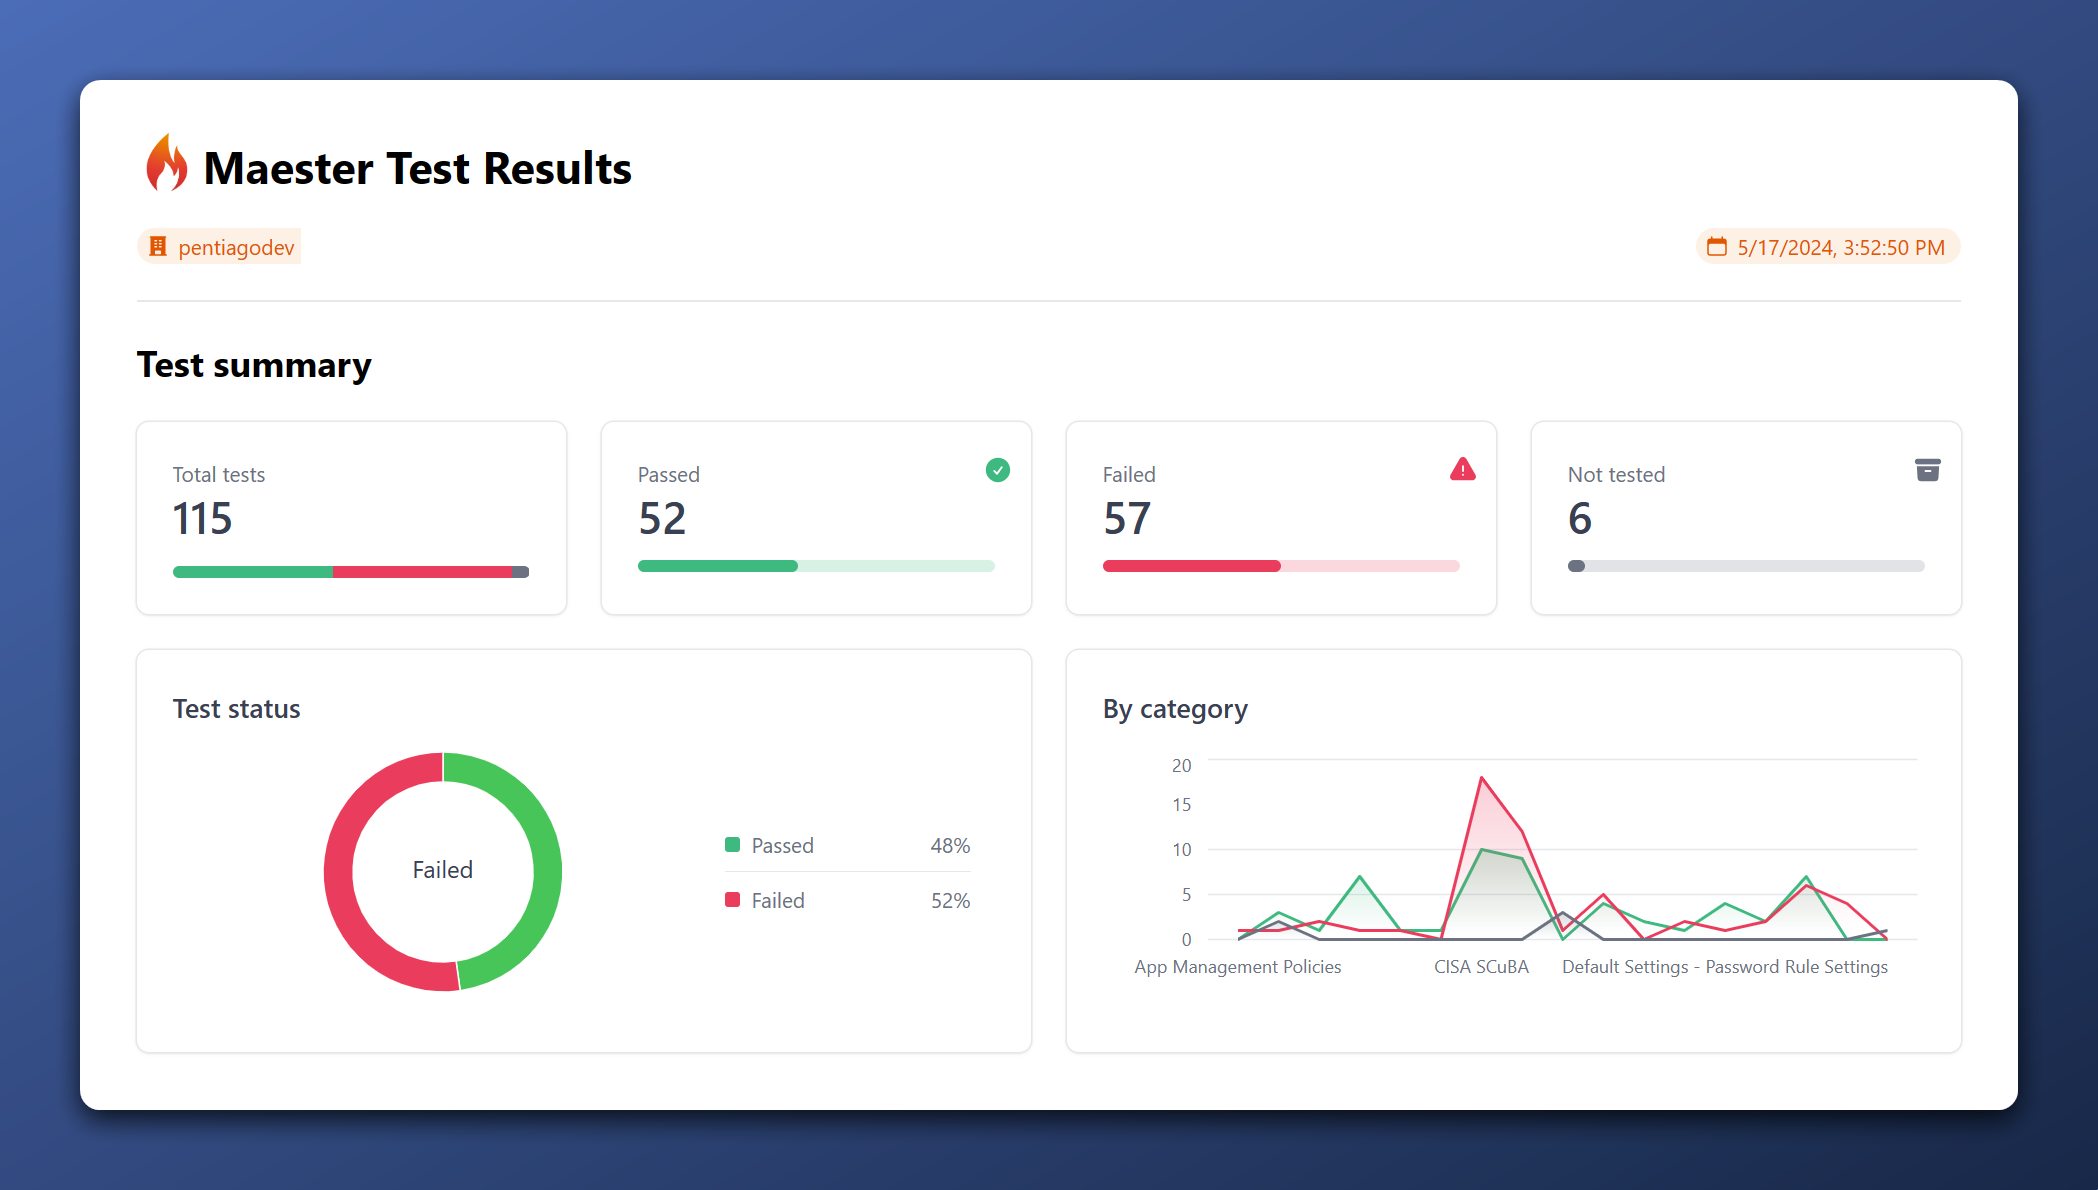 Maester Test Results
pentiagodev
5/17/2024, 3:52:50 PM
Test summary
Total tests
115
Passed
52
Failed
57
Not tested
6
Test status
Failed
Passed 48%
Failed 52%
By category
20
15
10
5
0
App Management Policies CISA SCuBA Default Settings - Password Rule Settings